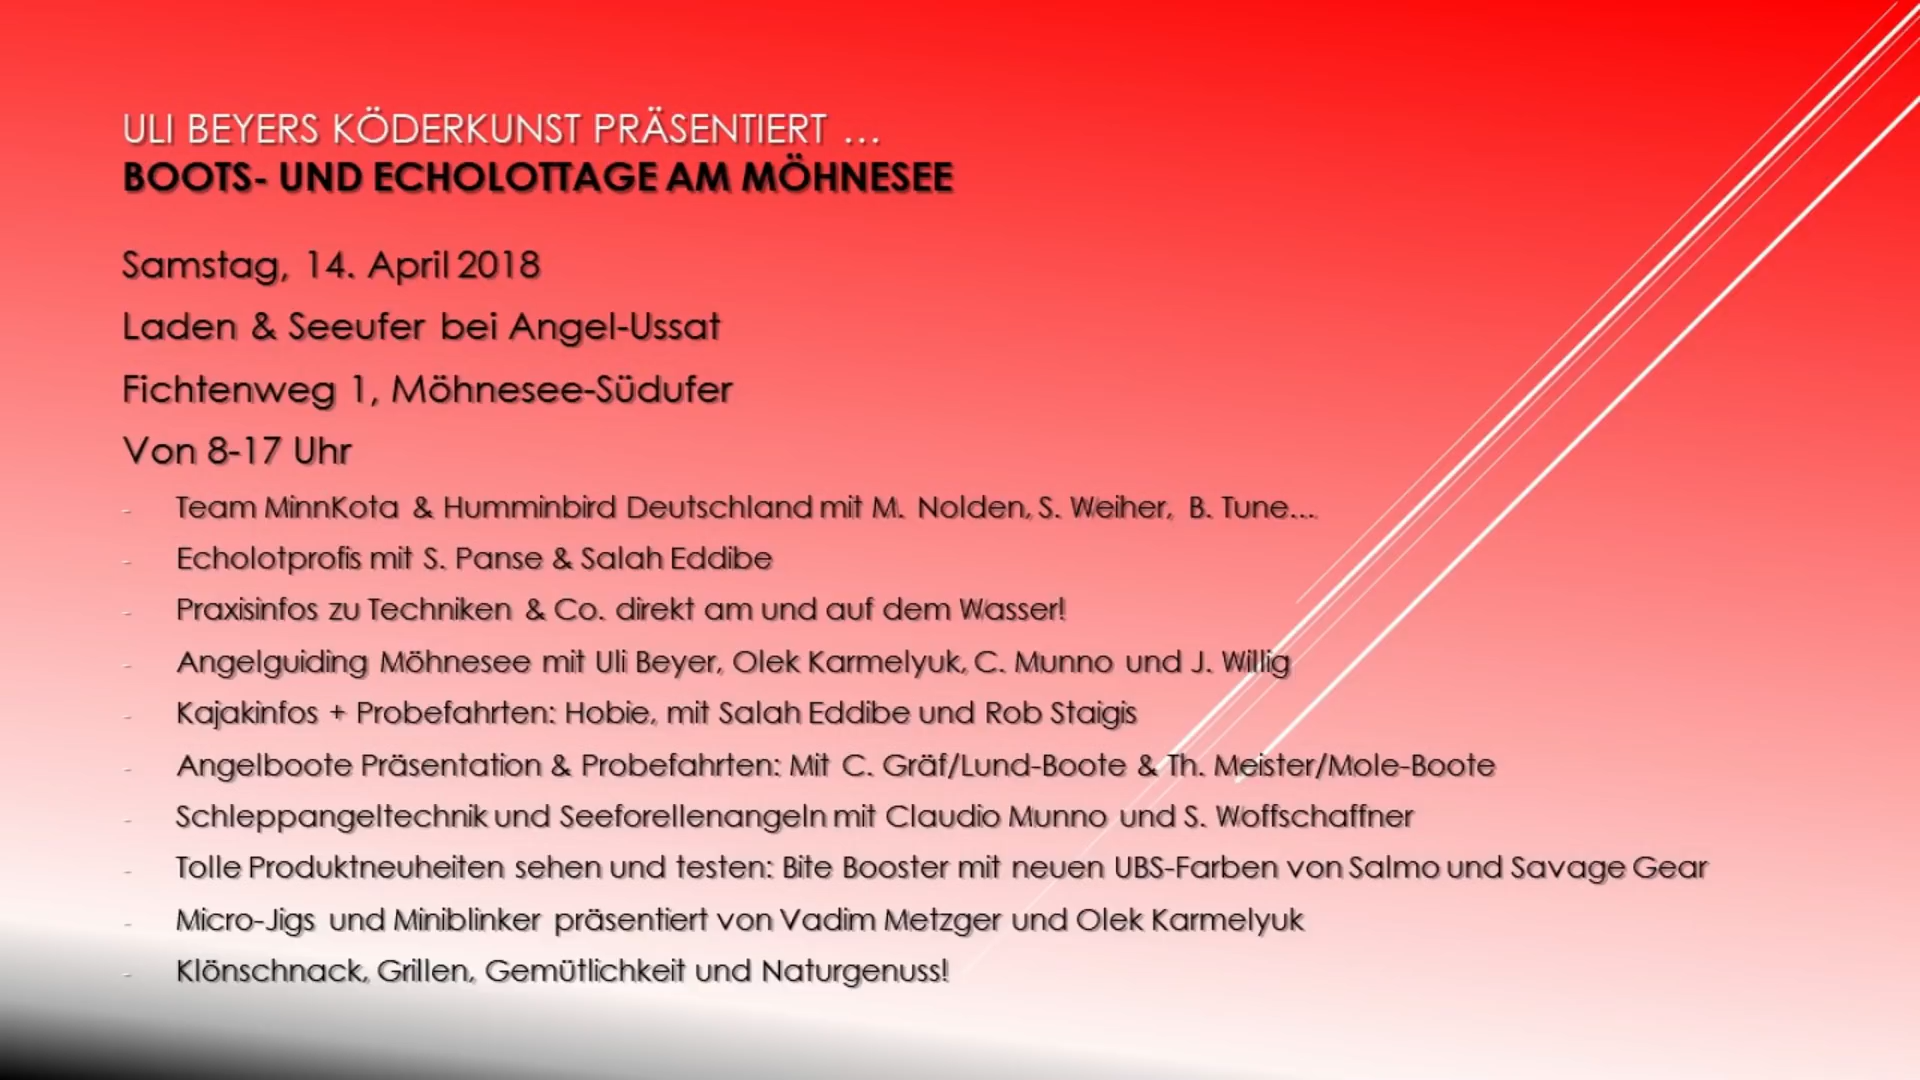 ULI BEYERS KÖDERKUNST PRÄSENTIERT ...
BOOTS- UND ECHOLOTTAGE AM MÖHNESEE
Samstag, 14. April 2018
Laden & Seeufer bei Angel-Ussat
Fichtenweg 1, Möhnesee-Südufer
Von 8-17 Uhr
- Team MinnKota & Humminbird Deutschland mit M. Nolden, S. Weiher, B. Tune...
- Echolotprofis mit S. Panse & Salah Eddibe
- Praxisinfos zu Techniken & Co. direkt am und auf dem Wasser!
- Angelguiding Möhnesee mit Uli Beyer, Olek Karmelyuk, C. Munno und J. Willig
- Kajakinfos + Probefahrten: Hobie, mit Salah Eddibe und Rob Staigis
- Angelboote Präsentation & Probefahrten: Mit C. Gräf/Lund-Boote & Th. Meister/Mole-Boote
- Schleppangeltechnik und Seeforellenangeln mit Claudio Munno und S. Woffschaffner
- Tolle Produktneuheiten sehen und testen: Bite Booster mit neuen UBS-Farben von Salmo und Savage Gear
- Micro-Jigs und Miniblinker präsentiert von Vadim Metzger und Olek Karmelyuk
- Klönschnack, Grillen, Gemütlichkeit und Naturgenuss!